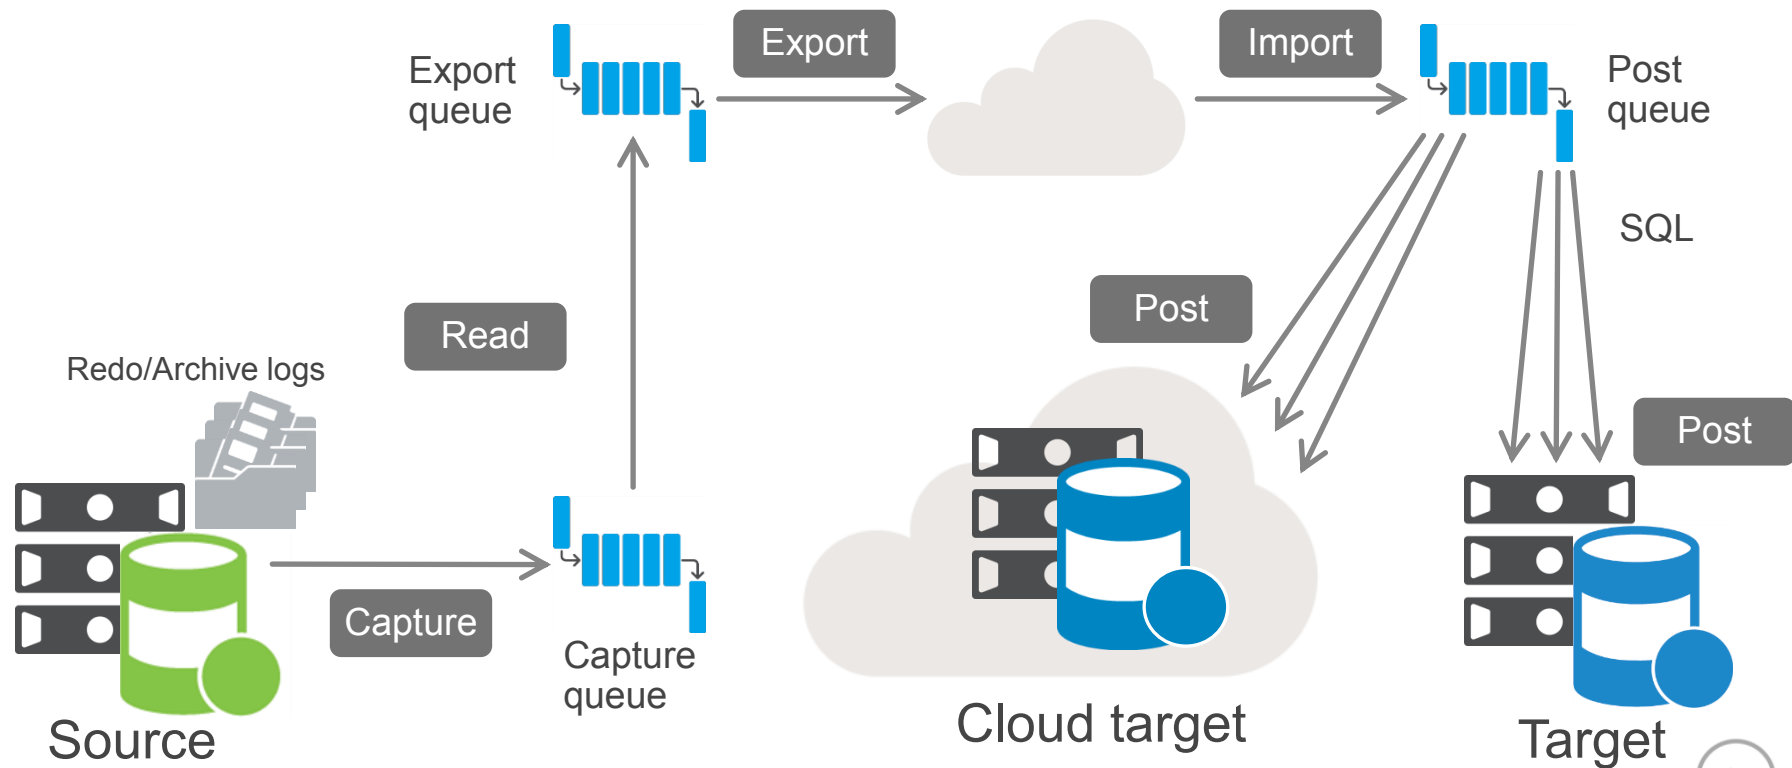 Export
queue
Export
Import
Post
queue
SQL
Post
Read
Redo/Archive logs
Post
Capture
Capture
queue
Source
Cloud target
Target